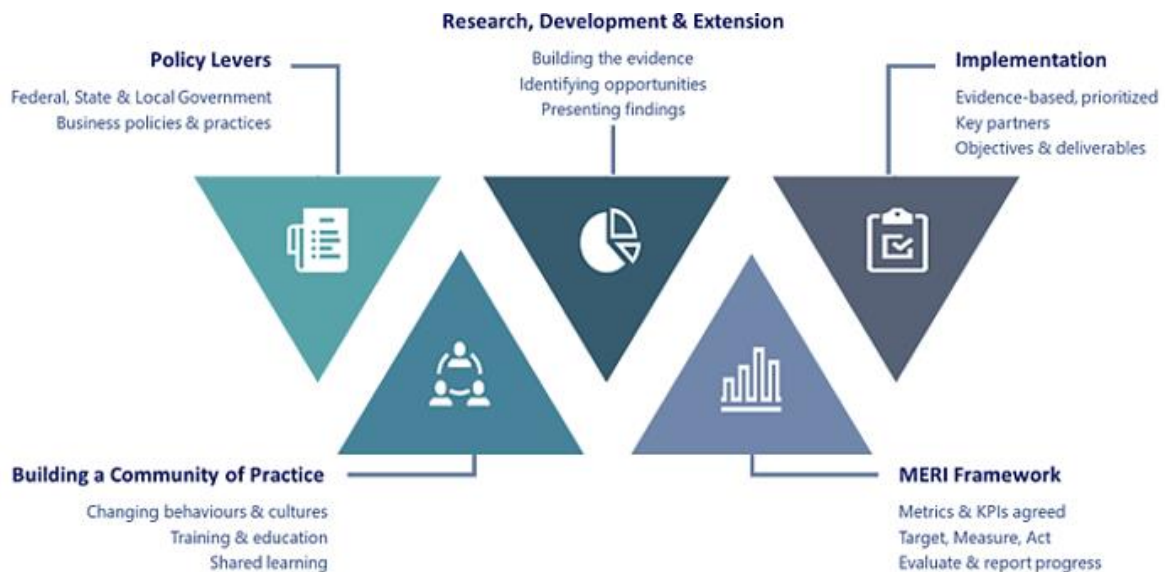 Research, Development & Extension
Building the evidence
Identifying opportunities
Presenting findings
Policy Levers
Federal, State & Local Government
Business policies & practices
Implementation
Evidence-based, prioritized
Key partners
Objectives & deliverables
Building a Community of Practice
Changing behaviours & cultures
Training & education
Shared learning
MERI Framework
Metrics & KPIs agreed
Target, Measure, Act
Evaluate & report progress